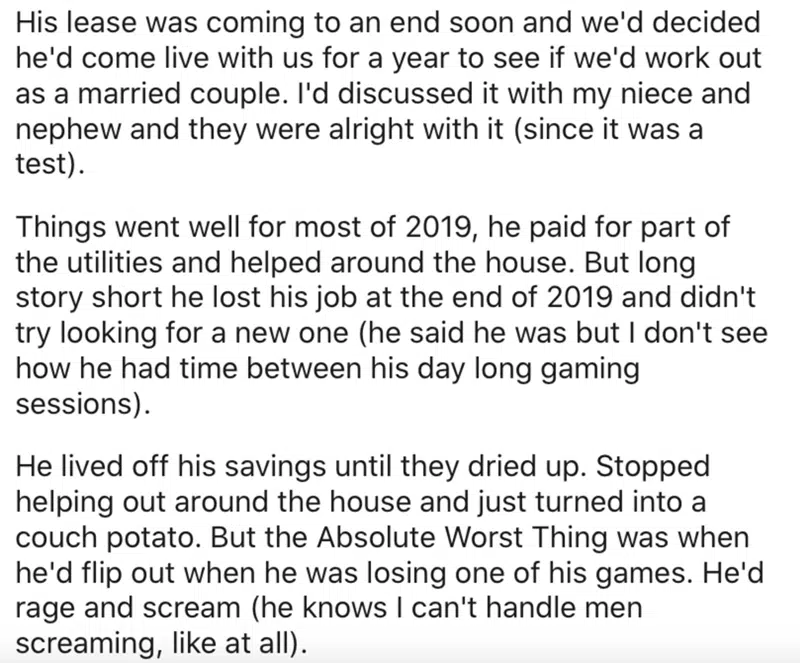 His lease was coming to an end soon and we'd decided
he'd come live with us for a year to see if we'd work out
as a married couple. I'd discussed it with my niece and
nephew and they were alright with it (since it was a
test).
Things went well for most of 2019, he paid for part of
the utilities and helped around the house. But long
story short he lost his job at the end of 2019 and didn't
try looking for a new one (he said he was but I don't see
how he had time between his day long gaming
sessions).
He lived off his savings until they dried up. Stopped
helping out around the house and just turned into a
couch potato. But the Absolute Worst Thing was when
he'd flip out when he was losing one of his games. He'd
rage and scream (he knows I can't handle men
screaming, like at all).